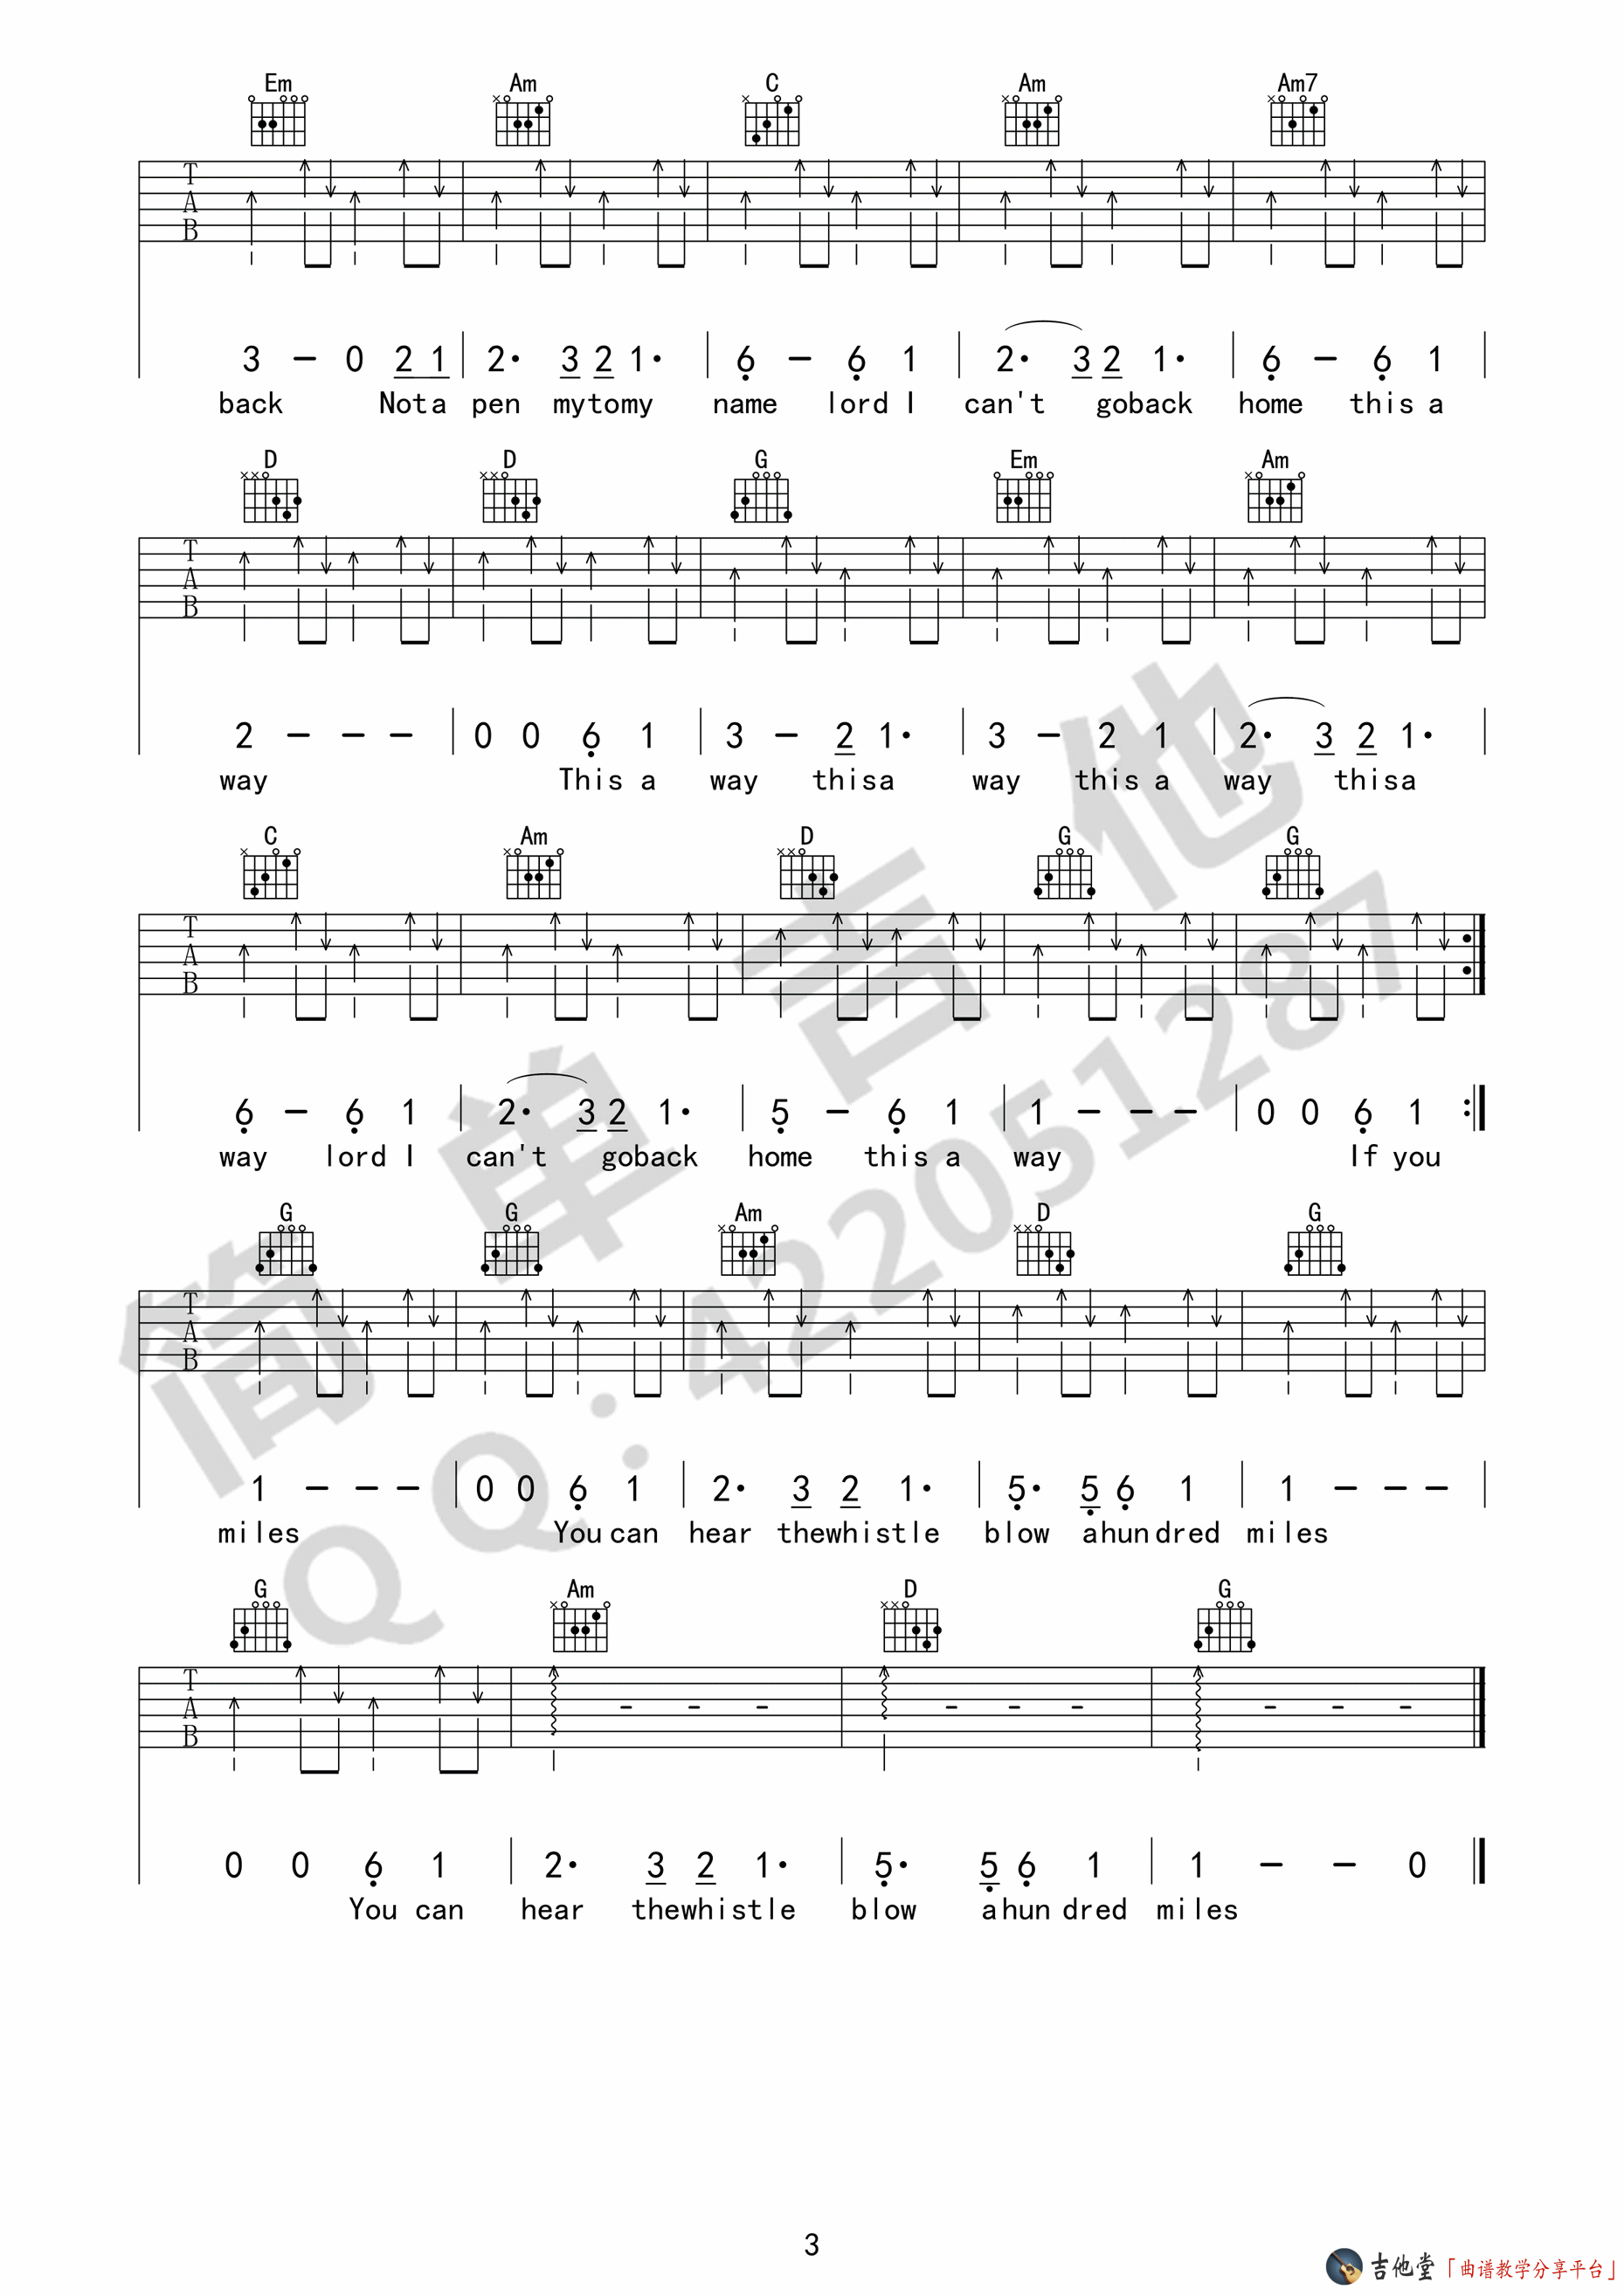 Em Am C Am Am7
T
A
B
3 – 0 2 1 2· 3 2 1· 6 – 6 1 2· 3 2 1· 6 – 6 1
back Nota pen mytomy name lord I can't goback home this a
D D G Em Am
T
A
B
2 – – – 0 0 6 1 3 – 2 1· 3 – 2 1 2· 3 2 1·
way This a way thisa way this a way thisa
C Am D G G
T
A
B
6 – 6 1 2· 3 2 1· 5 – 6 1 1 – – – 0 0 6 1
way lord I can't goback home this a way If you
G G Am D G
T
A
B
1 – – – 0 0 6 1 2· 3 2 1· 5· 5 6 1 1 – – –
miles You can hear thewhistle blow ahundred miles
G Am D G
T
A
B
0 0 6 1 2· 3 2 1· 5· 5 6 1 1 – – 0
You can hear thewhistle blow ahun dred miles
简单吉他
QQ:422051287
3
吉他堂「曲谱教学分享平台」